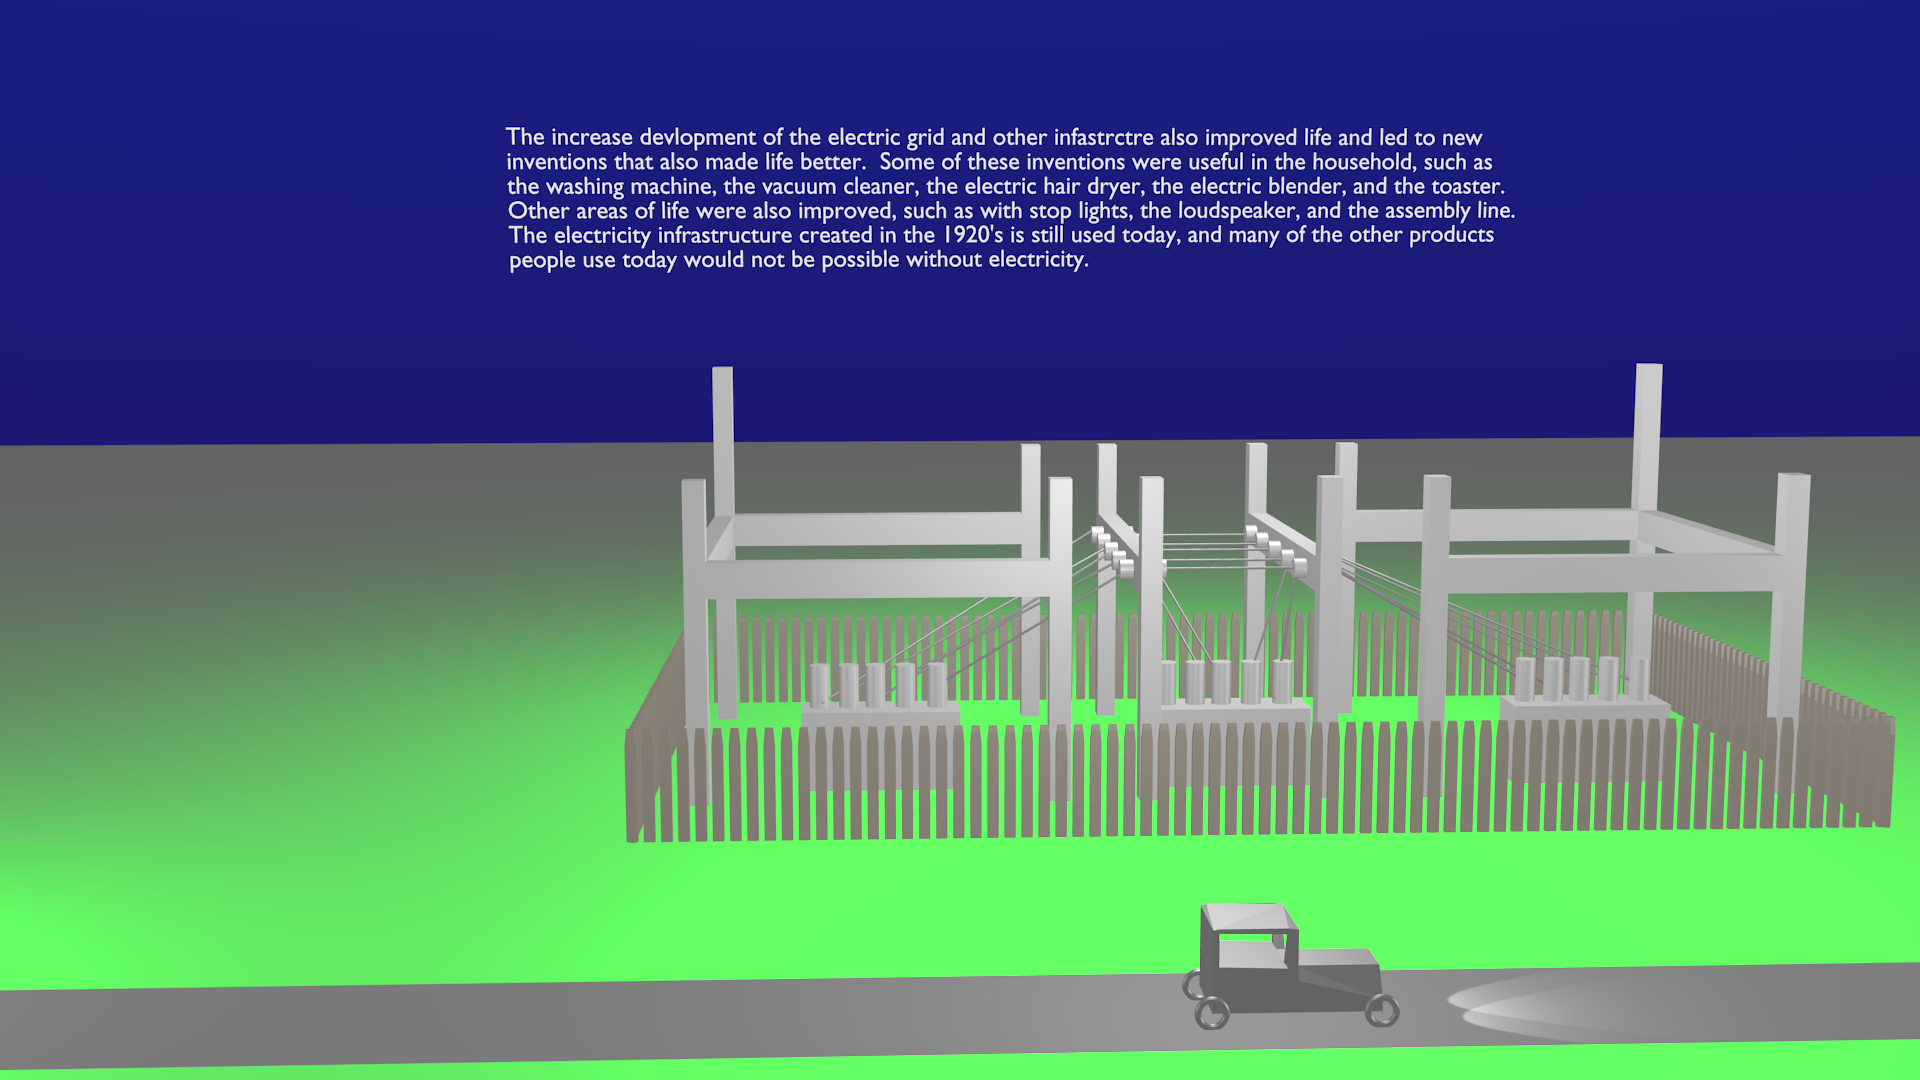 The increase devlopment of the electric grid and other infastrctre also improved life and led to new
inventions that also made life better.  Some of these inventions were useful in the household, such as
the washing machine, the vacuum cleaner, the electric hair dryer, the electric blender, and the toaster.
Other areas of life were also improved, such as with stop lights, the loudspeaker, and the assembly line.
The electricity infrastructure created in the 1920's is still used today, and many of the other products
people use today would not be possible without electricity.